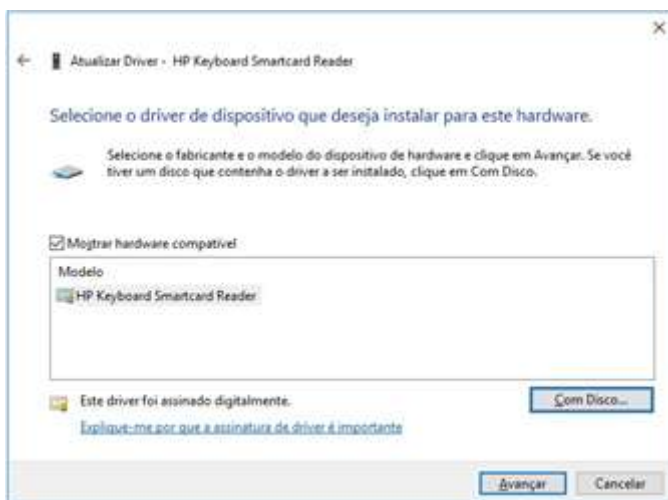 Atualizar Driver - HP Keyboard Smartcard Reader
Selecione o driver de dispositivo que deseja instalar para este hardware.
Selecione o fabricante e o modelo do dispositivo de hardware e clique em Avançar. Se você
tiver um disco que contenha o driver a ser instalado, clique em Com Disco.
Mostrar hardware compatível
Modelo
HP Keyboard Smartcard Reader
Este driver foi assinado digitalmente.
Com Disco...
Explique-me por que a assinatura de driver é importante
Avançar
Cancelar